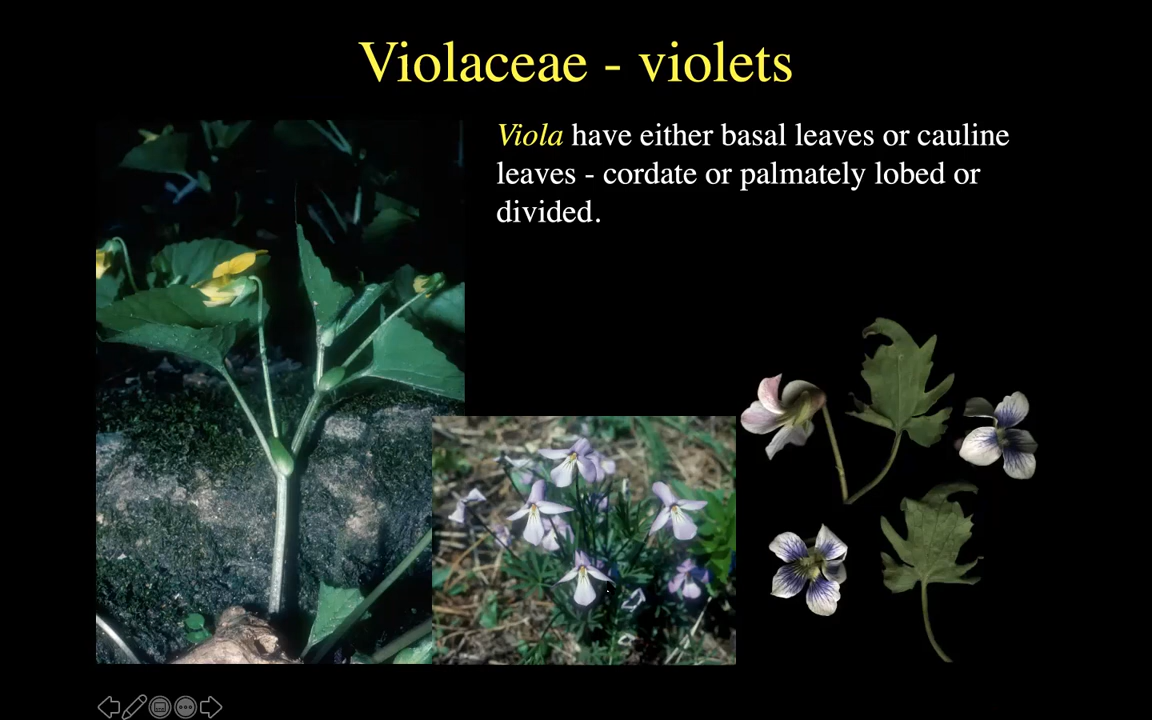 Violaceae - violets
Viola have either basal leaves or cauline
leaves - cordate or palmately lobed or
divided.